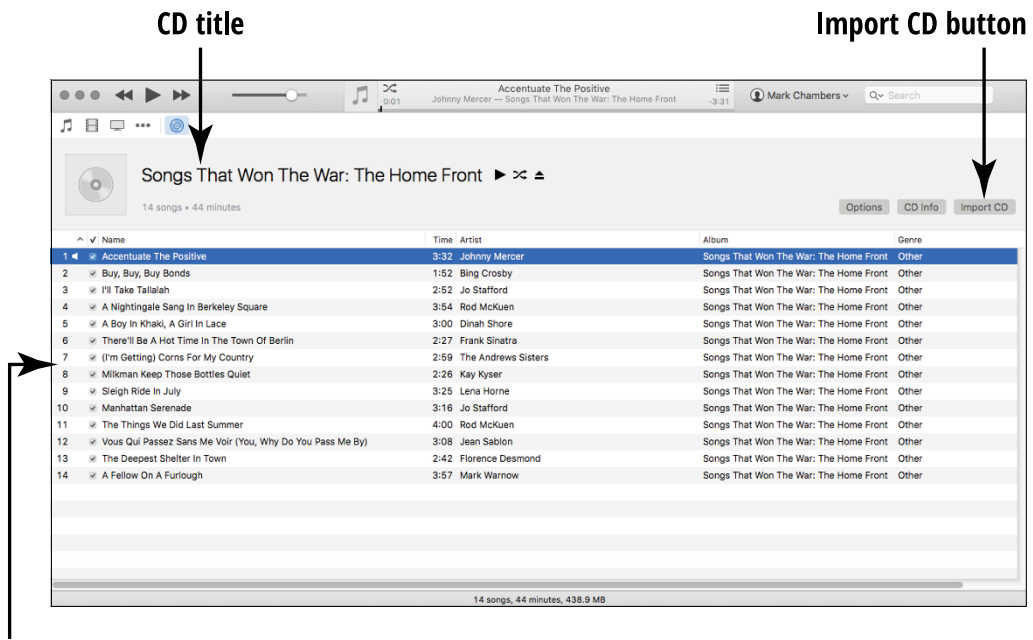 CD title
Import CD button
Accentuate The Positive
0:01 Johnny Mercer — Songs That Won The War: The Home Front -3:31
Mark Chambers
Search
Songs That Won The War: The Home Front
14 songs • 44 minutes
Options CD Info Import CD
^ ✓ Name Time Artist Album Genre
1 Accentuate The Positive 3:32 Johnny Mercer Songs That Won The War: The Home Front Other
2 Buy, Buy, Buy Bonds 1:52 Bing Crosby Songs That Won The War: The Home Front Other
3 I'll Take Tallalah 2:52 Jo Stafford Songs That Won The War: The Home Front Other
4 A Nightingale Sang In Berkeley Square 3:54 Rod McKuen Songs That Won The War: The Home Front Other
5 A Boy In Khaki, A Girl In Lace 3:00 Dinah Shore Songs That Won The War: The Home Front Other
6 There'll Be A Hot Time In The Town Of Berlin 2:27 Frank Sinatra Songs That Won The War: The Home Front Other
7 (I'm Getting) Corns For My Country 2:59 The Andrews Sisters Songs That Won The War: The Home Front Other
8 Milkman Keep Those Bottles Quiet 2:26 Kay Kyser Songs That Won The War: The Home Front Other
9 Sleigh Ride In July 3:25 Lena Horne Songs That Won The War: The Home Front Other
10 Manhattan Serenade 3:16 Jo Stafford Songs That Won The War: The Home Front Other
11 The Things We Did Last Summer 4:00 Rod McKuen Songs That Won The War: The Home Front Other
12 Vous Qui Passez Sans Me Voir (You, Why Do You Pass Me By) 3:08 Jean Sablon Songs That Won The War: The Home Front Other
13 The Deepest Shelter In Town 2:42 Florence Desmond Songs That Won The War: The Home Front Other
14 A Fellow On A Furlough 3:57 Mark Warnow Songs That Won The War: The Home Front Other
14 songs, 44 minutes, 438.9 MB